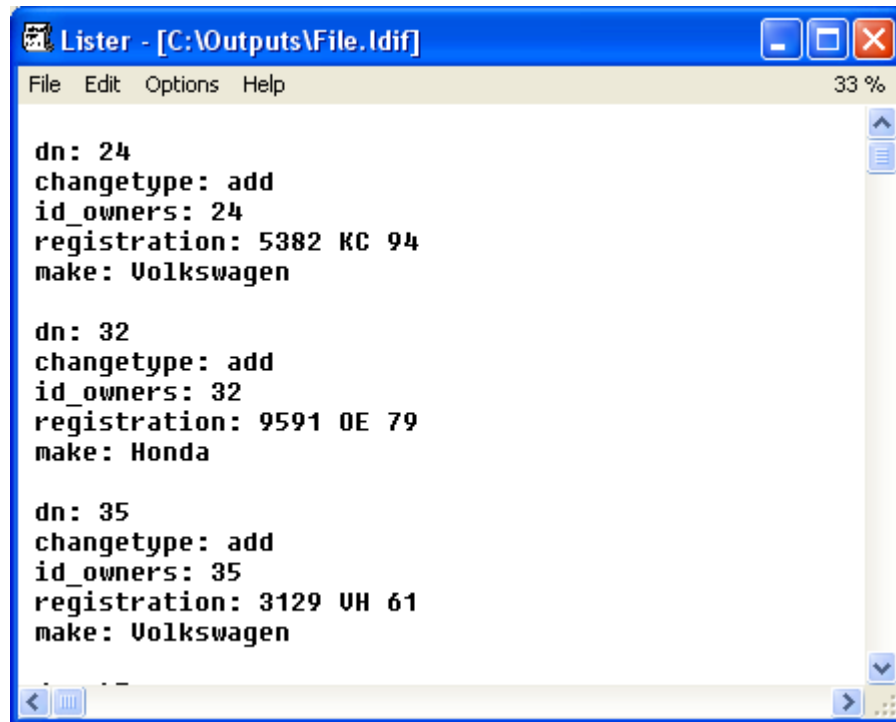 Lister - [C:\Outputs\File.ldif]
File Edit Options Help 33 %
dn: 24
changetype: add
id_owners: 24
registration: 5382 KC 94
make: Volkswagen
dn: 32
changetype: add
id_owners: 32
registration: 9591 OE 79
make: Honda
dn: 35
changetype: add
id_owners: 35
registration: 3129 VH 61
make: Volkswagen